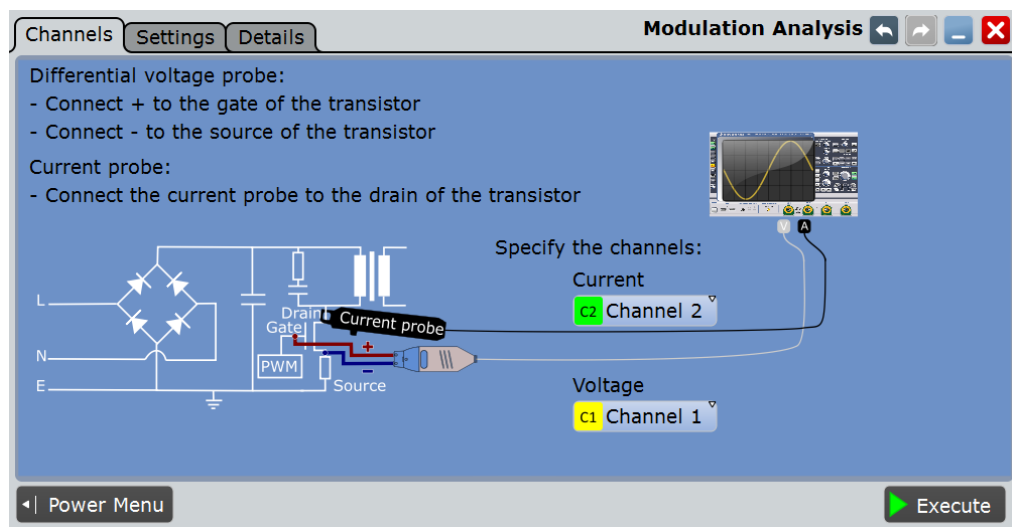 Channels
Settings
Details
Modulation Analysis
Differential voltage probe:
- Connect + to the gate of the transistor
- Connect - to the source of the transistor
Current probe:
- Connect the current probe to the drain of the transistor
V A
Specify the channels:
Current
C2 Channel 2
L
Drain
Current probe
Gate
+
N
PWM
−
E
Source
Voltage
C1 Channel 1
Power Menu
Execute